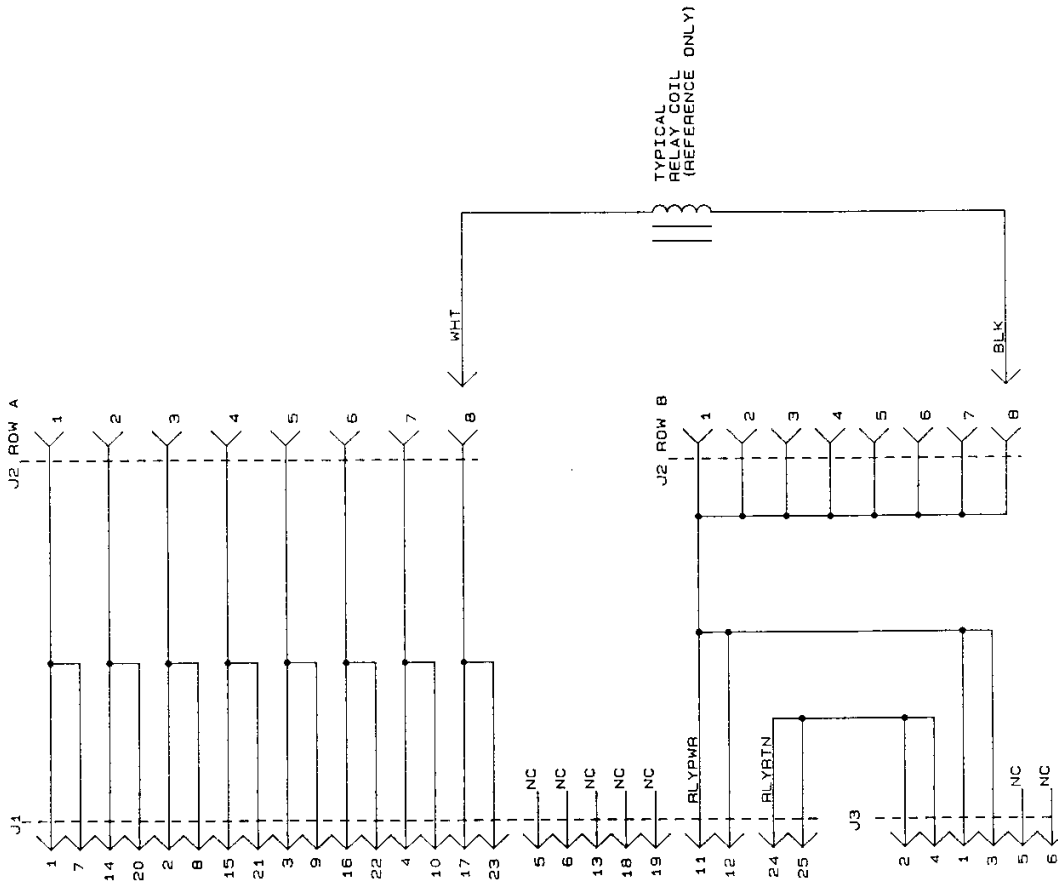 J2 ROW A
1
2
3
4
5
6
7
8
WHT
TYPICAL
RELAY COIL
(REFERENCE ONLY)
BLK
J2 ROW B
1
2
3
4
5
6
7
8
J1
1
7
14
20
2
8
15
21
3
9
16
22
4
10
17
23
5 NC
6 NC
13 NC
18 NC
19 NC
11 RLYPWR
12
24 RLYRTN
25
J3
2
4
1
3
5 NC
6 NC